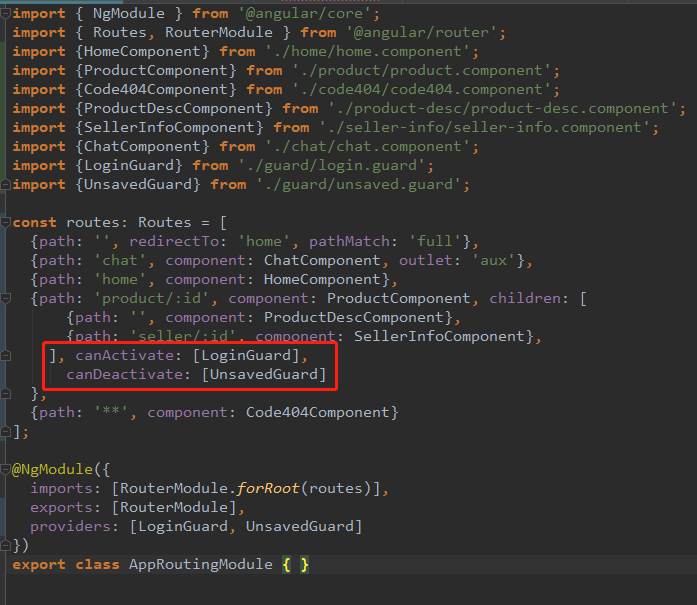 import { NgModule } from '@angular/core';
import { Routes, RouterModule } from '@angular/router';
import {HomeComponent} from './home/home.component';
import {ProductComponent} from './product/product.component';
import {Code404Component} from './code404/code404.component';
import {ProductDescComponent} from './product-desc/product-desc.component';
import {SellerInfoComponent} from './seller-info/seller-info.component';
import {ChatComponent} from './chat/chat.component';
import {LoginGuard} from './guard/login.guard';
import {UnsavedGuard} from './guard/unsaved.guard';

const routes: Routes = [
  {path: '', redirectTo: 'home', pathMatch: 'full'},
  {path: 'chat', component: ChatComponent, outlet: 'aux'},
  {path: 'home', component: HomeComponent},
  {path: 'product/:id', component: ProductComponent, children: [
      {path: '', component: ProductDescComponent},
      {path: 'seller/:id', component: SellerInfoComponent},
    ], canActivate: [LoginGuard],
      canDeactivate: [UnsavedGuard]
  },
  {path: '**', component: Code404Component}
];

@NgModule({
  imports: [RouterModule.forRoot(routes)],
  exports: [RouterModule],
  providers: [LoginGuard, UnsavedGuard]
})
export class AppRoutingModule { }